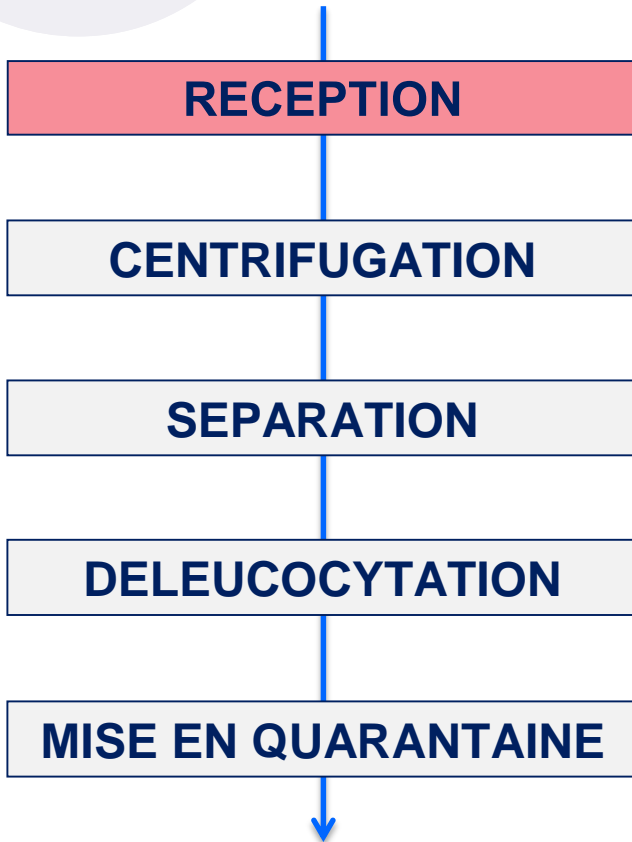 RECEPTION
CENTRIFUGATION
SEPARATION
DELEUCOCYTATION
MISE EN QUARANTAINE